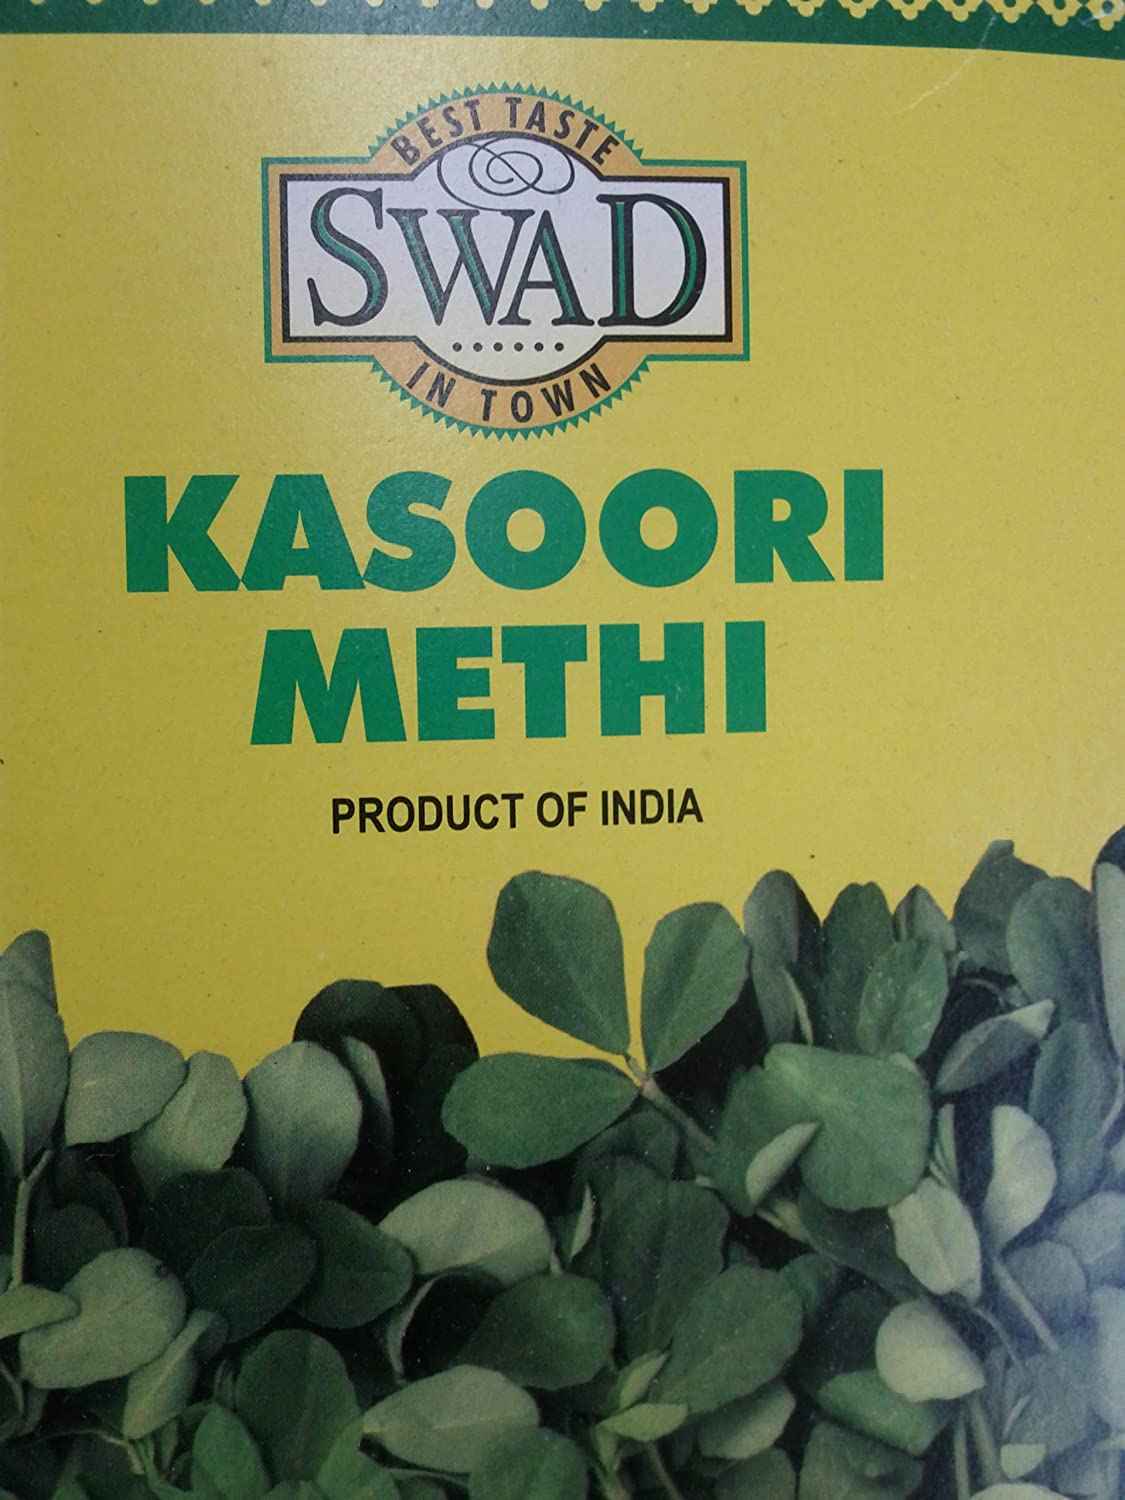 BEST TASTE
SWAD
IN TOWN
KASOORI
METHI
PRODUCT OF INDIA